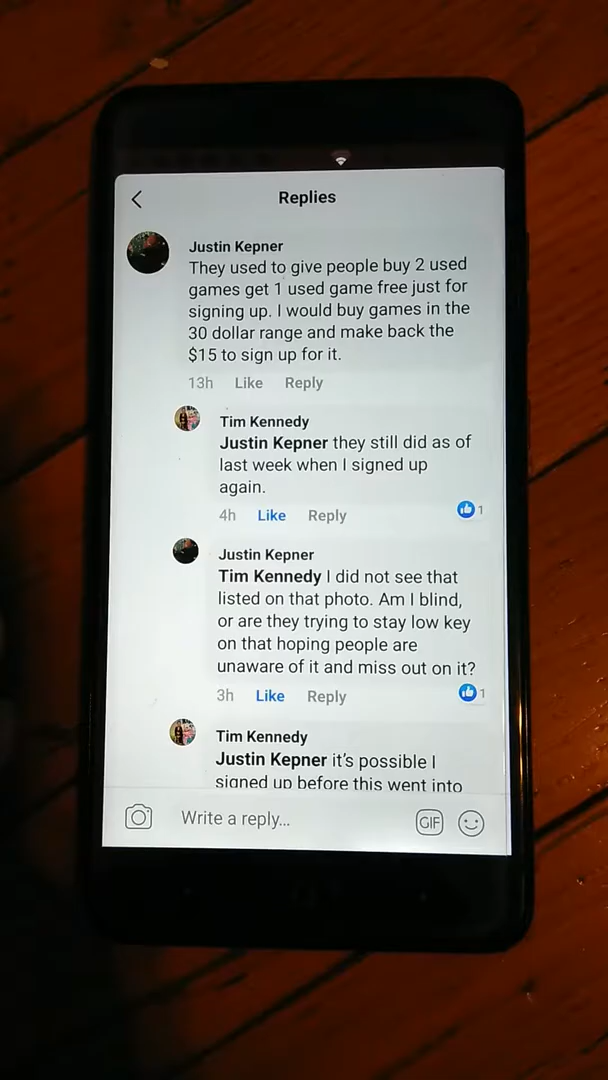 Replies
Justin Kepner
They used to give people buy 2 used
games get 1 used game free just for
signing up. I would buy games in the
30 dollar range and make back the
$15 to sign up for it.
13h Like Reply
Tim Kennedy
Justin Kepner they still did as of
last week when I signed up
again.
4h Like Reply 1
Justin Kepner
Tim Kennedy I did not see that
listed on that photo. Am I blind,
or are they trying to stay low key
on that hoping people are
unaware of it and miss out on it?
3h Like Reply 1
Tim Kennedy
Justin Kepner it's possible I
signed up before this went into
Write a reply... GIF